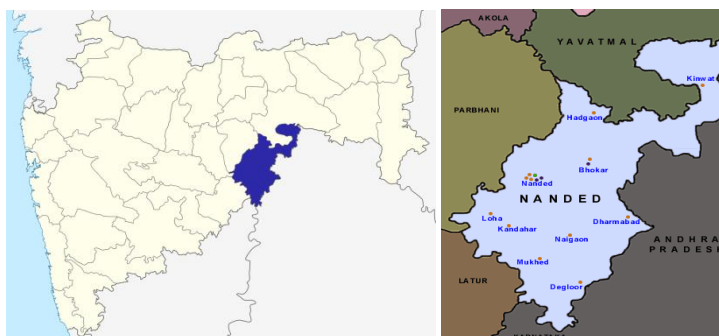 AKOLA
YAVATMAL
Kinwat
PARBHANI
Hadgaon
Bhokar
Nanded
NANDED
Loha
Kandahar
Dharmabad
Naigaon
ANDHRA
PRADESH
Mukhed
LATUR
Degloor